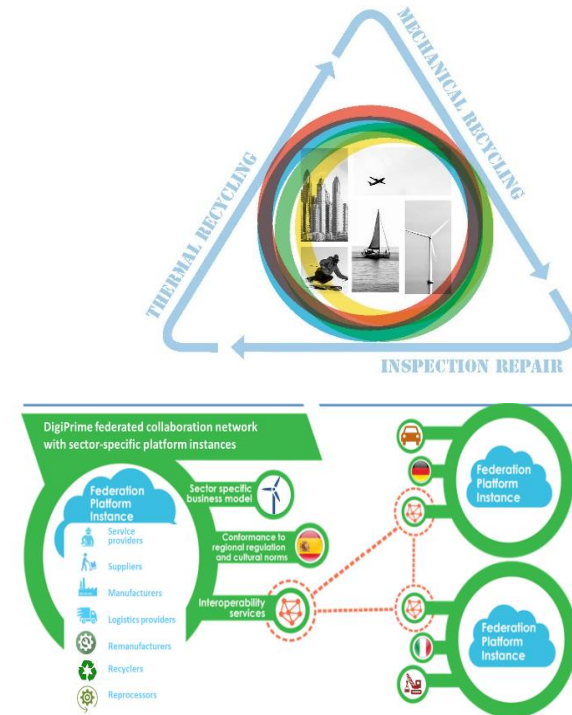 MECHANICAL RECYCLING
THERMAL RECYCLING
INSPECTION REPAIR
DigiPrime federated collaboration network
with sector-specific platform instances
Federation
Platform
Instance
Service
providers
Suppliers
Manufacturers
Logistics providers
Remanufacturers
Recyclers
Reprocessors
Sector specific
business model
Conformance to
regional regulation
and cultural norms
Interoperability
services
Federation
Platform
Instance
Federation
Platform
Instance